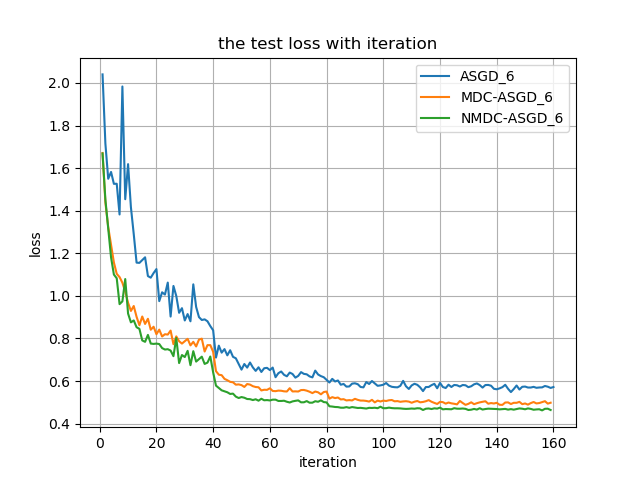 the test loss with iteration
ASGD_6
MDC-ASGD_6
NMDC-ASGD_6
2.0
1.8
1.6
1.4
1.2
1.0
0.8
0.6
0.4
loss
0 20 40 60 80 100 120 140 160
iteration